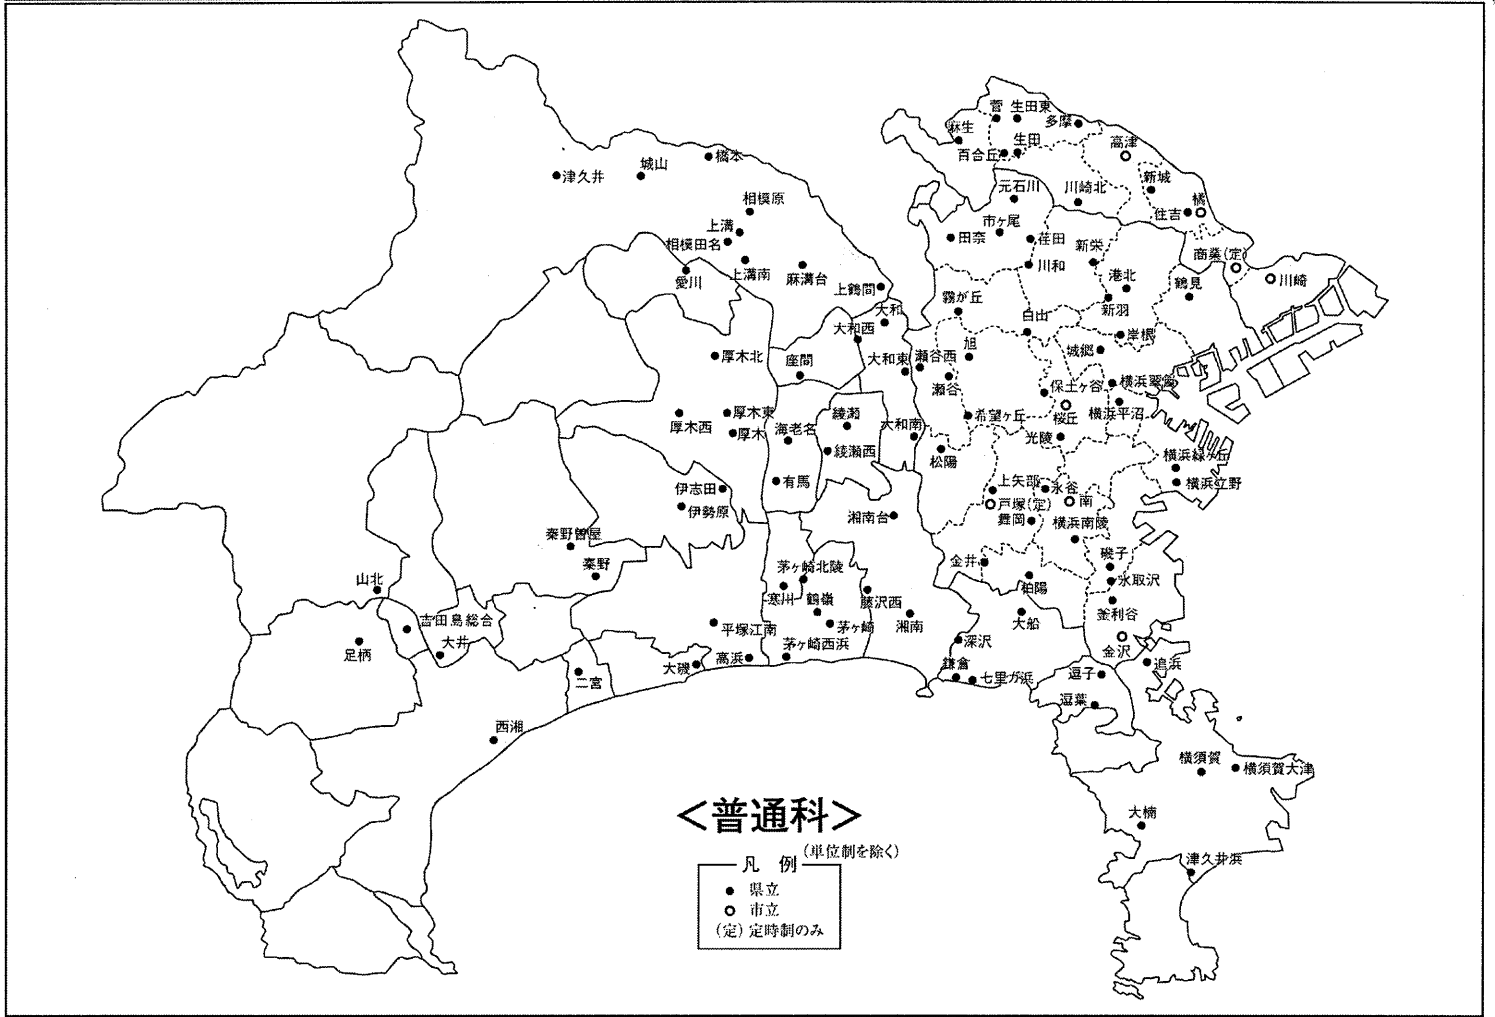 菅
生田東
多摩
麻生
生田
百合丘
高津
橋本
城山
津久井
新城
元石川
川崎北
橘
住吉
相模原
上溝
相模田名
市ヶ尾
田奈
荏田
新栄
商業(定)
上溝南
麻溝台
愛川
川和
港北
鶴見
川崎
上鶴間
霧が丘
新羽
大和
大和西
白山
岸根
城郷
厚木北
座間
大和東
瀬谷西
旭
瀬谷
保土ヶ谷
横浜翠嵐
桜丘
横浜平沼
厚木西
厚木東
厚木
海老名
綾瀬
大和南
希望ヶ丘
光陵
綾瀬西
松陽
横浜緑ヶ丘
横浜立野
有馬
伊志田
伊勢原
上矢部
永谷
南
戸塚(定)
舞岡
湘南台
横浜南陵
秦野曽屋
秦野
金井
磯子
茅ヶ崎北陵
柏陽
氷取沢
山北
寒川
鶴嶺
藤沢西
釜利谷
吉田島総合
大井
足柄
平塚江南
茅ヶ崎
湘南
大船
茅ヶ崎西浜
深沢
金沢
大磯
高浜
鎌倉
七里ガ浜
逗子
追浜
二宮
逗葉
西湘
横須賀
横須賀大津
大楠
津久井浜
＜普通科＞
(単位制を除く)
凡 例
● 県立
○ 市立
(定) 定時制のみ